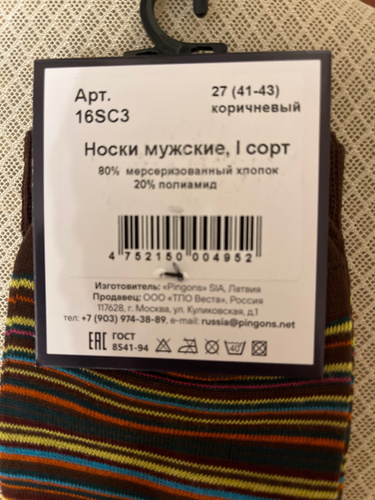 Арт.
16SC3
27 (41-43)
коричневый
Носки мужские, I сорт
80% мерсеризованный хлопок
20% полиамид
4 752150 004952
Изготовитель: «Pingons» SIA, Латвия
Продавец: ООО «ТПО Веста», Россия
117628, г. Москва, ул. Куликовская, д.1
тел: +7 (903) 974-38-89, e-mail: russia@pingons.net
ЕАС ГОСТ
8541-94
40°